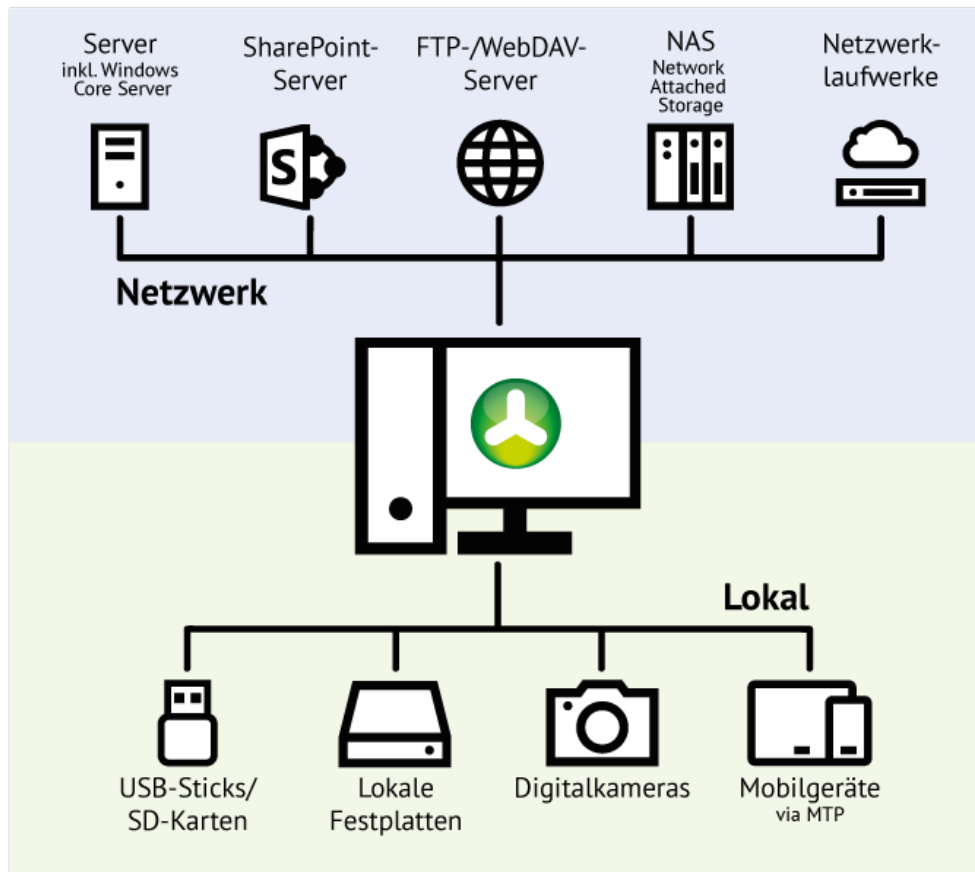 Server
inkl. Windows
Core Server
SharePoint-
Server
FTP-/WebDAV-
Server
NAS
Network
Attached
Storage
Netzwerk-
laufwerke
S
Netzwerk
Lokal
USB-Sticks/
SD-Karten
Lokale
Festplatten
Digitalkameras
Mobilgeräte
via MTP